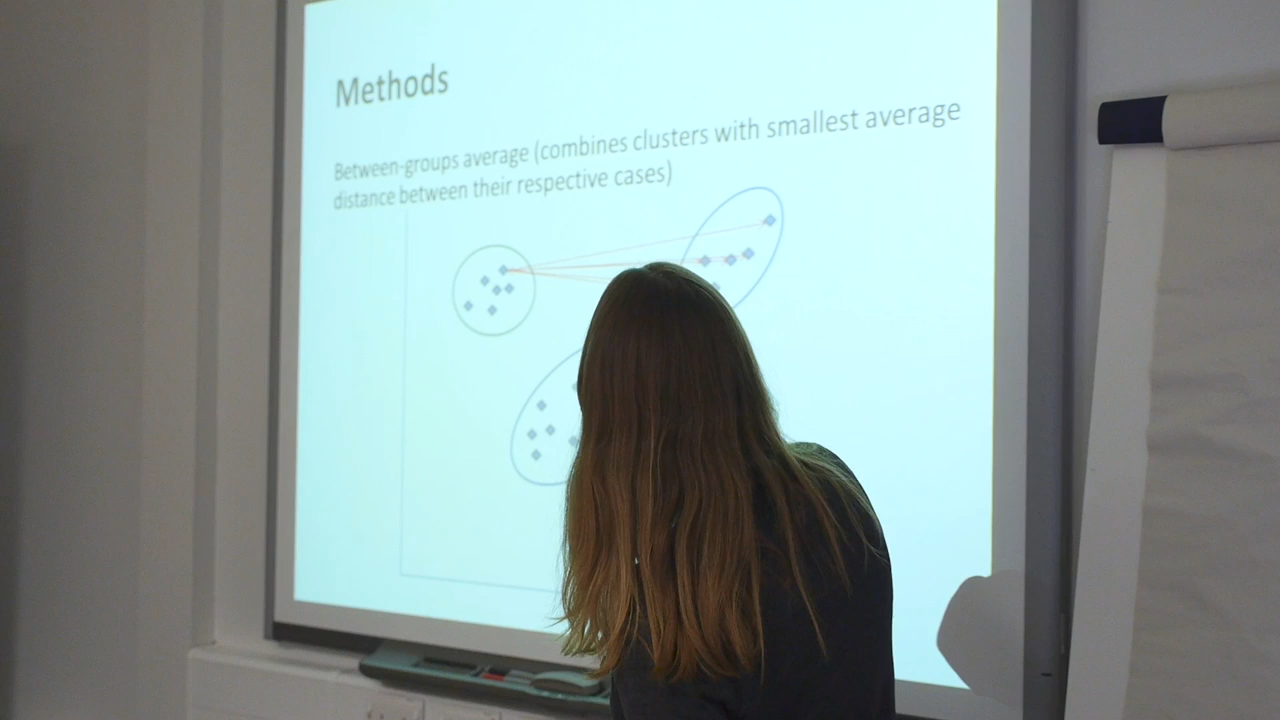 Methods
Between-groups average (combines clusters with smallest average
distance between their respective cases)